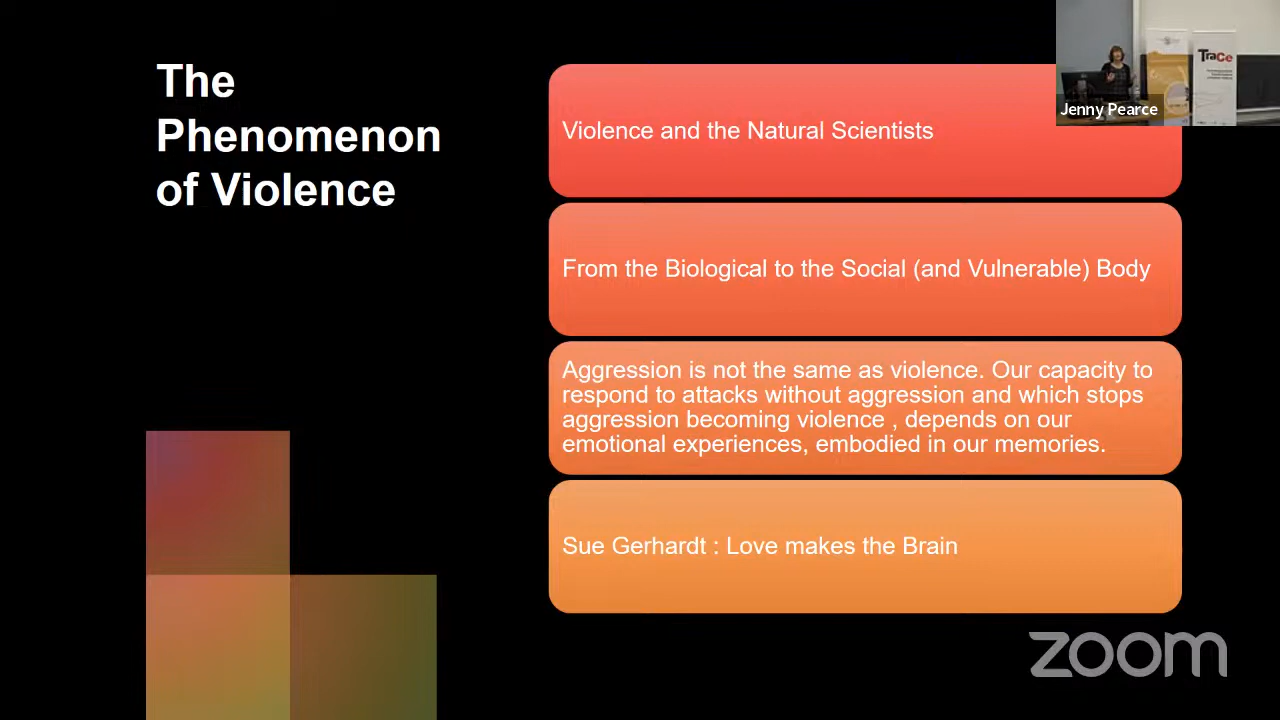 The
Phenomenon
of Violence
Violence and the Natural Scientists
From the Biological to the Social (and Vulnerable) Body
Aggression is not the same as violence. Our capacity to
respond to attacks without aggression and which stops
aggression becoming violence , depends on our
emotional experiences, embodied in our memories.
Sue Gerhardt : Love makes the Brain
TraCe
Jenny Pearce
zoom